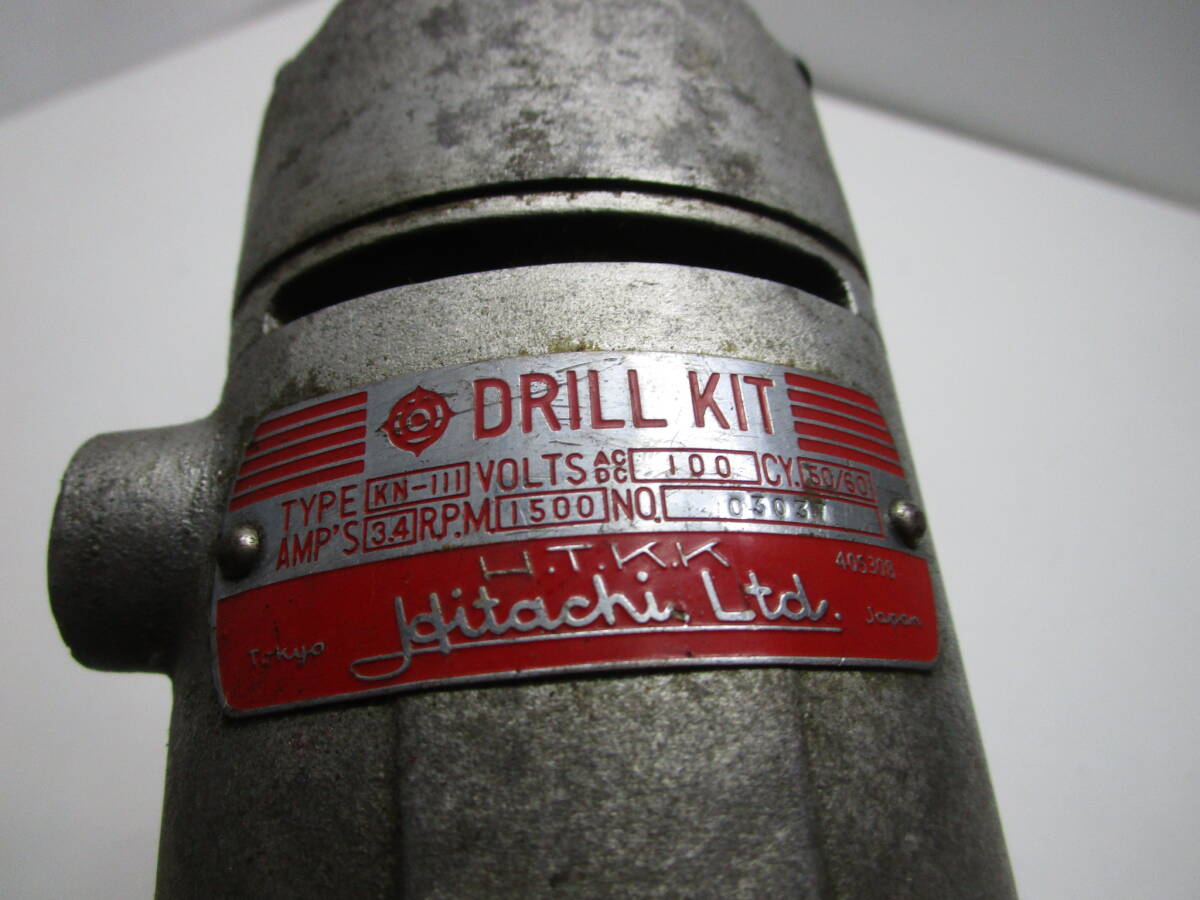 DRILL KIT
TYPE KN-111 VOLTS AC DC 100 CY. 50/60
AMP'S 3.4 R.P.M. 1500 NO.
H.T.K.K 405308
Tokyo Hitachi, Ltd. Japan